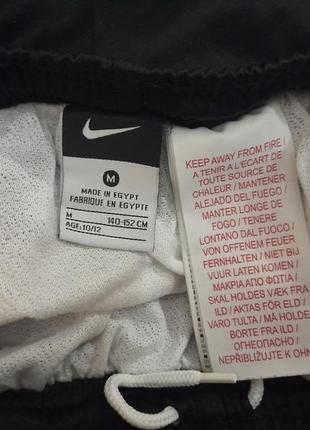 M
MADE IN EGYPT
FABRIQUE EN EGYPTE
M 140-152 CM
AGE:10/12
KEEP AWAY FROM FIRE /
A TENIR A L'ECART DE
TOUTE SOURCE DE
CHALEUR / MANTENER
ALEJADO DEL FUEGO /
MANTER LONGE DE
FOGO / TENERE
LONTANO DAL FUOCO /
VON OFFENEM FEUER
FERNHALTEN / NIET BIJ
VUUR LATEN KOMEN /
ΜΑΚΡΙΑ ΑΠΟ ΦΩΤΙΑ /
SKAL HOLDES VÆK FRA
ILD / AKTAS FÖR ELD /
VARO TULTA / MÅ HOLDE
BORTE FRA ILD /
ОГНЕОПАСНО /
NEPŘIBLIŽUJTE K OHN